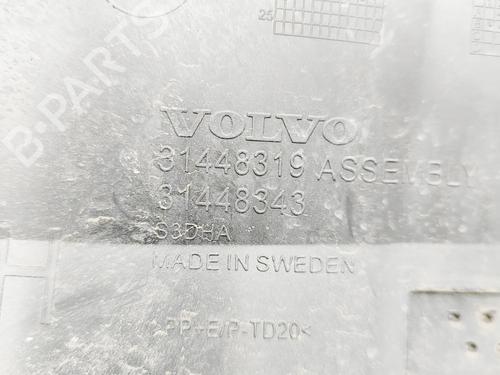 25
VOLVO
31448319 ASSEMBLY
31448343
S3DHA
MADE IN SWEDEN
PP+E/P-TD20<
B-PARTS